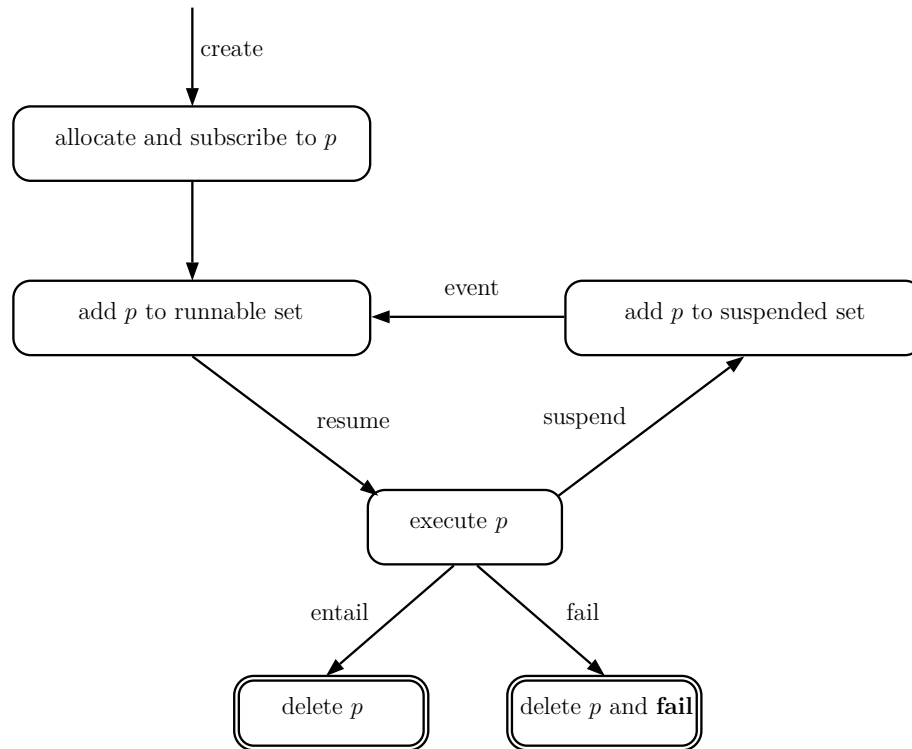 create
allocate and subscribe to p
event
add p to runnable set
add p to suspended set
resume
suspend
execute p
entail
fail
delete p
delete p and fail